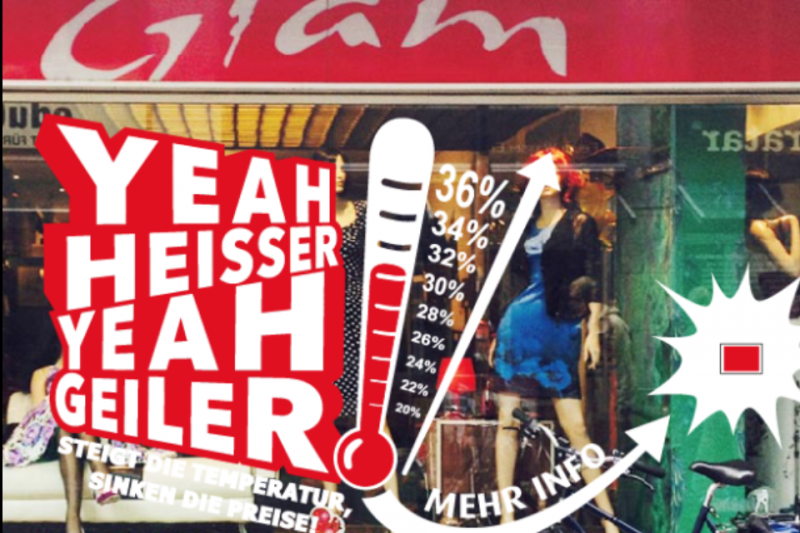 Glam
YEAH
HEISSER
YEAH
GEILER
STEIGT DIE TEMPERATUR,
SINKEN DIE PREISE!
36%
34%
32%
30%
28%
26%
24%
22%
20%
MEHR INFO